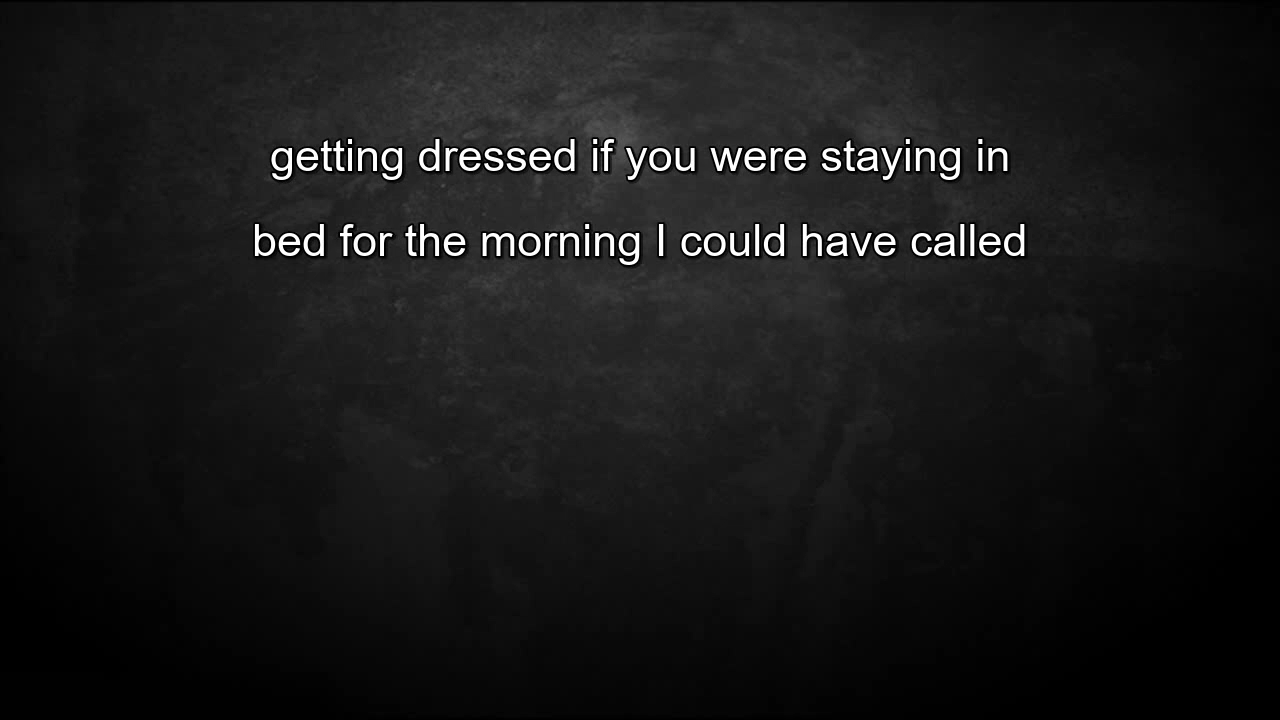 getting dressed if you were staying in
bed for the morning I could have called